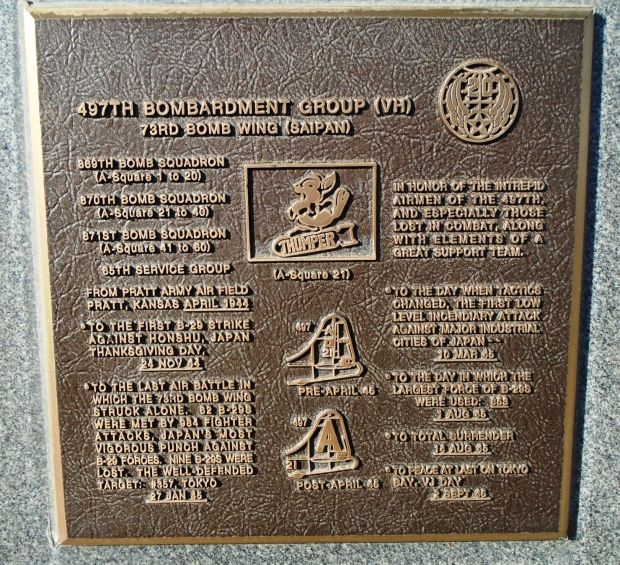 20
497TH BOMBARDMENT GROUP (VH)
73RD BOMB WING (SAIPAN)
869TH BOMB SQUADRON
(A-Square 1 to 20)
870TH BOMB SQUADRON
(A-Square 21 to 40)
871ST BOMB SQUADRON
(A-Square 41 to 60)
65TH SERVICE GROUP
FROM PRATT ARMY AIR FIELD
PRATT, KANSAS APRIL 1944
*TO THE FIRST B-29 STRIKE
AGAINST HONSHU, JAPAN
THANKSGIVING DAY,
24 NOV 44
*TO THE LAST AIR BATTLE IN
WHICH THE 73RD BOMB WING
STRUCK ALONE. 62 B-29S
WERE MET BY 984 FIGHTER
ATTACKS, JAPAN'S MOST
VIGOROUS PUNCH AGAINST
B-29 FORCES. NINE B-29S WERE
LOST. THE WELL-DEFENDED
TARGET: #357, TOKYO
27 JAN 45
THUMPER
(A-Square 21)
497
A
21
PRE-APRIL 45
497
A
21
POST-APRIL 45
IN HONOR OF THE INTREPID
AIRMEN OF THE 497TH,
AND ESPECIALLY THOSE
LOST IN COMBAT, ALONG
WITH ELEMENTS OF A
GREAT SUPPORT TEAM.
*TO THE DAY WHEN TACTICS
CHANGED, THE FIRST LOW
LEVEL INCENDIARY ATTACK
AGAINST MAJOR INDUSTRIAL
CITIES OF JAPAN
10 MAR 45
*TO THE DAY IN WHICH THE
LARGEST FORCE OF B-29S
WERE USED:
1 AUG 45
*TO TOTAL SURRENDER
14 AUG 45
*TO PEACE AT LAST ON TOKYO
BAY, VJ DAY
2 SEPT 45